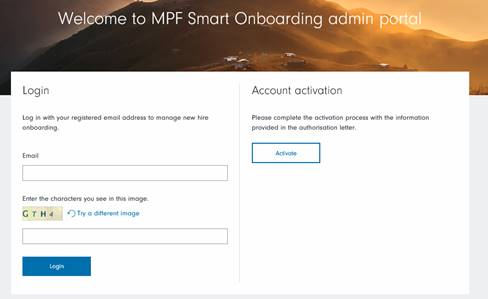 Welcome to MPF Smart Onboarding admin portal
Login
Log in with your registered email address to manage new hire
onboarding.
Email
Enter the characters you see in this image.
G T H 4
Try a different image
Login
Account activation
Please complete the activation process with the information
provided in the authorisation letter.
Activate